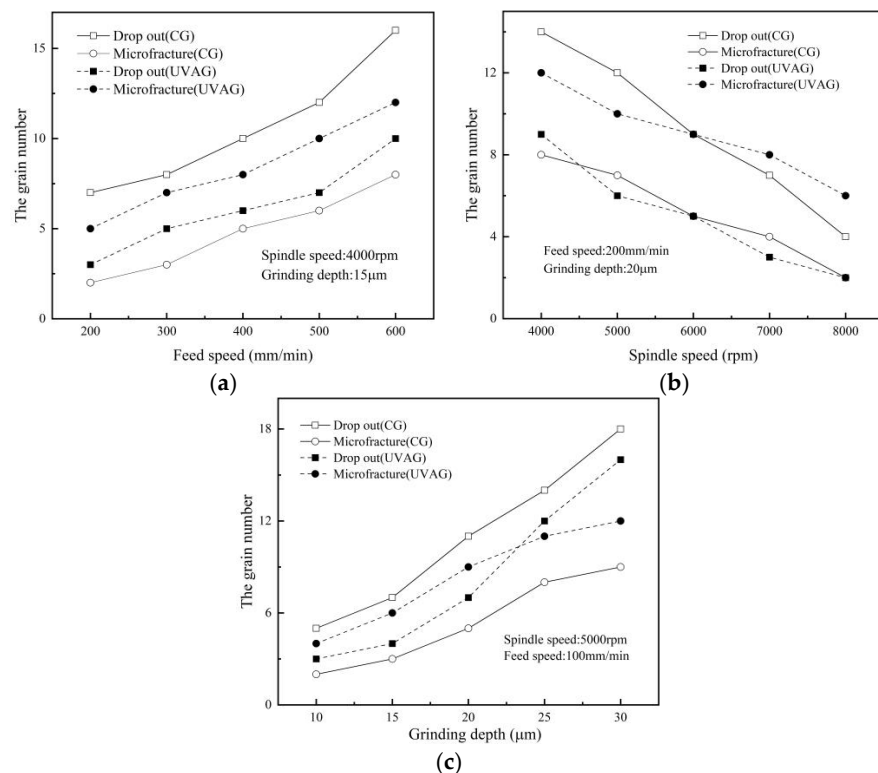 Drop out(CG)
Microfracture(CG)
Drop out(UVAG)
Microfracture(UVAG)
The grain number
15
10
5
0
Spindle speed:4000rpm
Grinding depth:15μm
200 300 400 500 600
Feed speed (mm/min)
(a)
Drop out(CG)
Microfracture(CG)
Drop out(UVAG)
Microfracture(UVAG)
The grain number
12
8
4
0
Feed speed:200mm/min
Grinding depth:20μm
4000 5000 6000 7000 8000
Spindle speed (rpm)
(b)
Drop out(CG)
Microfracture(CG)
Drop out(UVAG)
Microfracture(UVAG)
The grain number
18
12
6
0
Spindle speed:5000rpm
Feed speed:100mm/min
10 15 20 25 30
Grinding depth (μm)
(c)